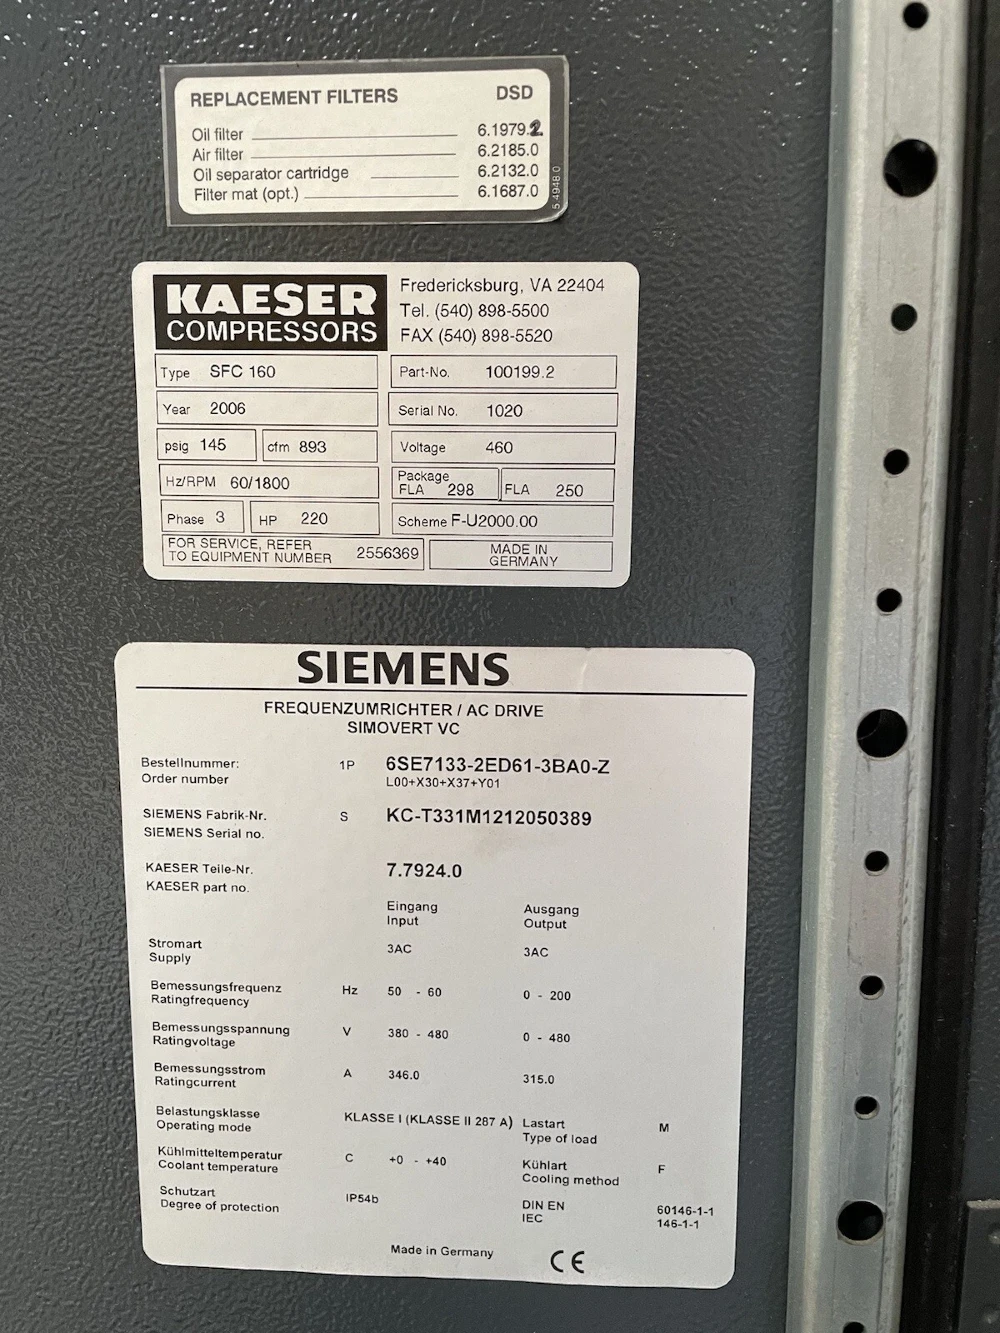 REPLACEMENT FILTERS DSD
Oil filter 6.1979.2
Air filter 6.2185.0
Oil separator cartridge 6.2132.0
Filter mat (opt.) 6.1687.0
5.4948.0
KAESER
COMPRESSORS
Fredericksburg, VA 22404
Tel. (540) 898-5500
FAX (540) 898-5520
Type SFC 160 Part-No. 100199.2
Year 2006 Serial No. 1020
psig 145 cfm 893 Voltage 460
Hz/RPM 60/1800 Package FLA 298 FLA 250
Phase 3 HP 220 Scheme F-U2000.00
FOR SERVICE, REFER
TO EQUIPMENT NUMBER 2556369
MADE IN
GERMANY
SIEMENS
FREQUENZUMRICHTER / AC DRIVE
SIMOVERT VC
Bestellnummer: 1P 6SE7133-2ED61-3BA0-Z
Order number L00+X30+X37+Y01
SIEMENS Fabrik-Nr. S KC-T331M1212050389
SIEMENS Serial no.
KAESER Teile-Nr. 7.7924.0
KAESER part no.
Eingang Ausgang
Input Output
Stromart 3AC 3AC
Supply
Bemessungsfrequenz Hz 50 - 60 0 - 200
Ratingfrequency
Bemessungsspannung V 380 - 480 0 - 480
Ratingvoltage
Bemessungsstrom A 346.0 315.0
Ratingcurrent
Belastungsklasse KLASSE I (KLASSE II 287 A) Lastart M
Operating mode Type of load
Kühlmitteltemperatur C +0 - +40 Kühlart F
Coolant temperature Cooling method
Schutzart IP54b DIN EN 60146-1-1
Degree of protection IEC 146-1-1
Made in Germany CE